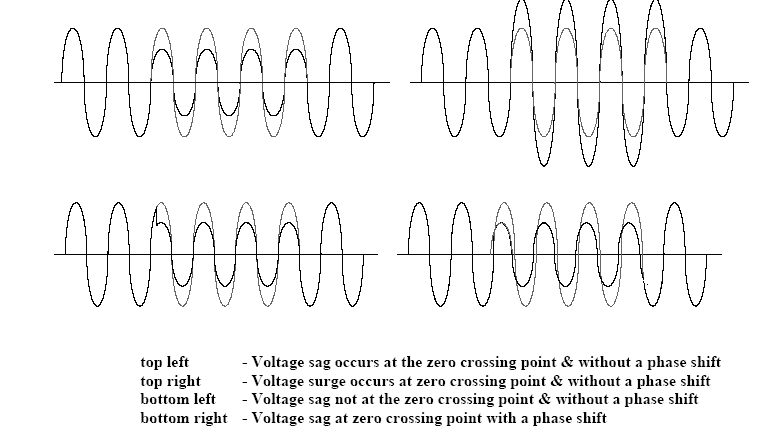 top left - Voltage sag occurs at the zero crossing point & without a phase shift
top right - Voltage surge occurs at zero crossing point & without a phase shift
bottom left - Voltage sag not at the zero crossing point & without a phase shift
bottom right - Voltage sag at zero crossing point with a phase shift